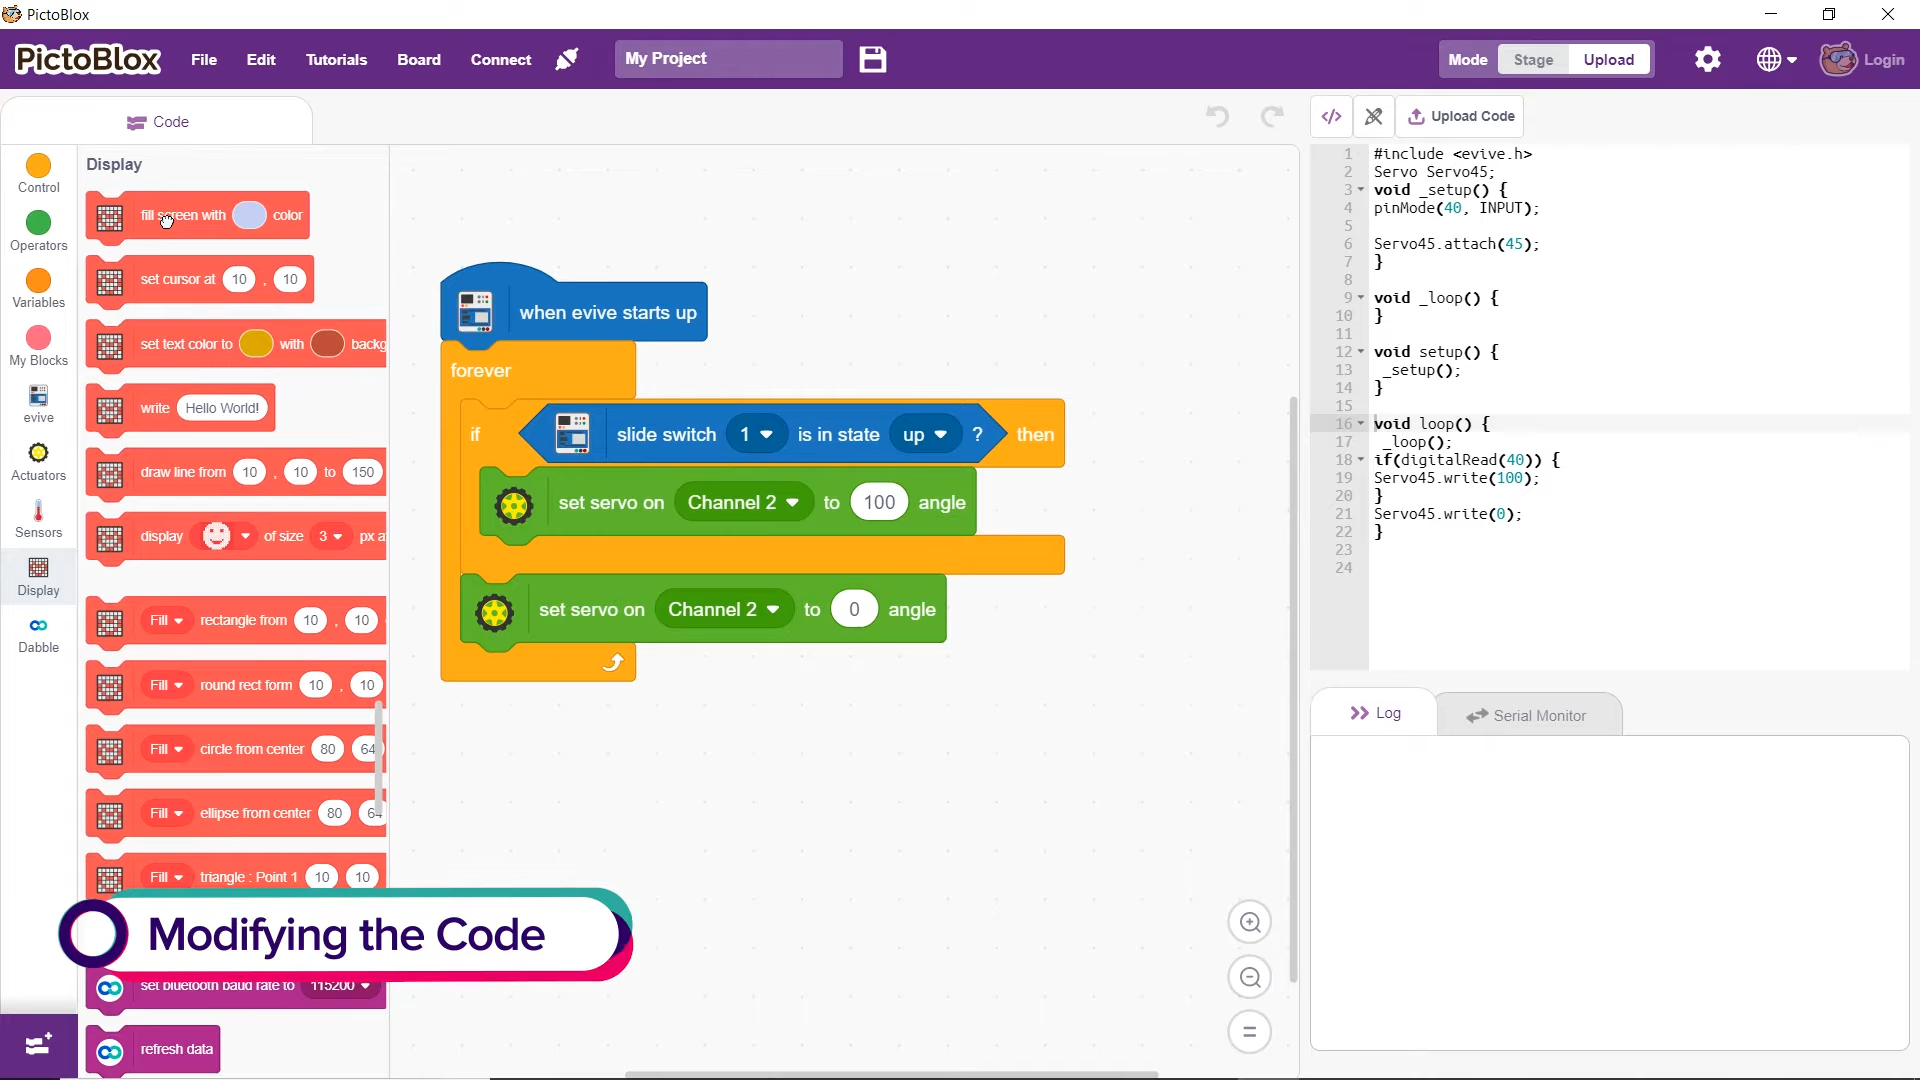 PictoBlox
PictoBlox File Edit Tutorials Board Connect My Project Mode Stage Upload Login
Code
</> Upload Code
Control
Operators
Variables
My Blocks
evive
Actuators
Sensors
Display
Dabble
Display
fill screen with color
set cursor at 10 , 10
set text color to with backg
write Hello World!
draw line from 10 , 10 to 150
display of size 3 px a
Fill rectangle from 10 , 10
Fill round rect form 10 , 10
Fill circle from center 80 64
Fill ellipse from center 80 64
Fill triangle : Point 1 10 10
set bluetooth baud rate to 115200
refresh data
when evive starts up
forever
if slide switch 1 is in state up ? then
set servo on Channel 2 to 100 angle
set servo on Channel 2 to 0 angle
Modifying the Code
1 #include <evive.h>
2 Servo Servo45;
3 void _setup() {
4 pinMode(40, INPUT);
5
6 Servo45.attach(45);
7 }
8
9 void _loop() {
10 }
11
12 void setup() {
13 _setup();
14 }
15
16 void loop() {
17 _loop();
18 if(digitalRead(40)) {
19 Servo45.write(100);
20 }
21 Servo45.write(0);
22 }
23
24
Log
Serial Monitor